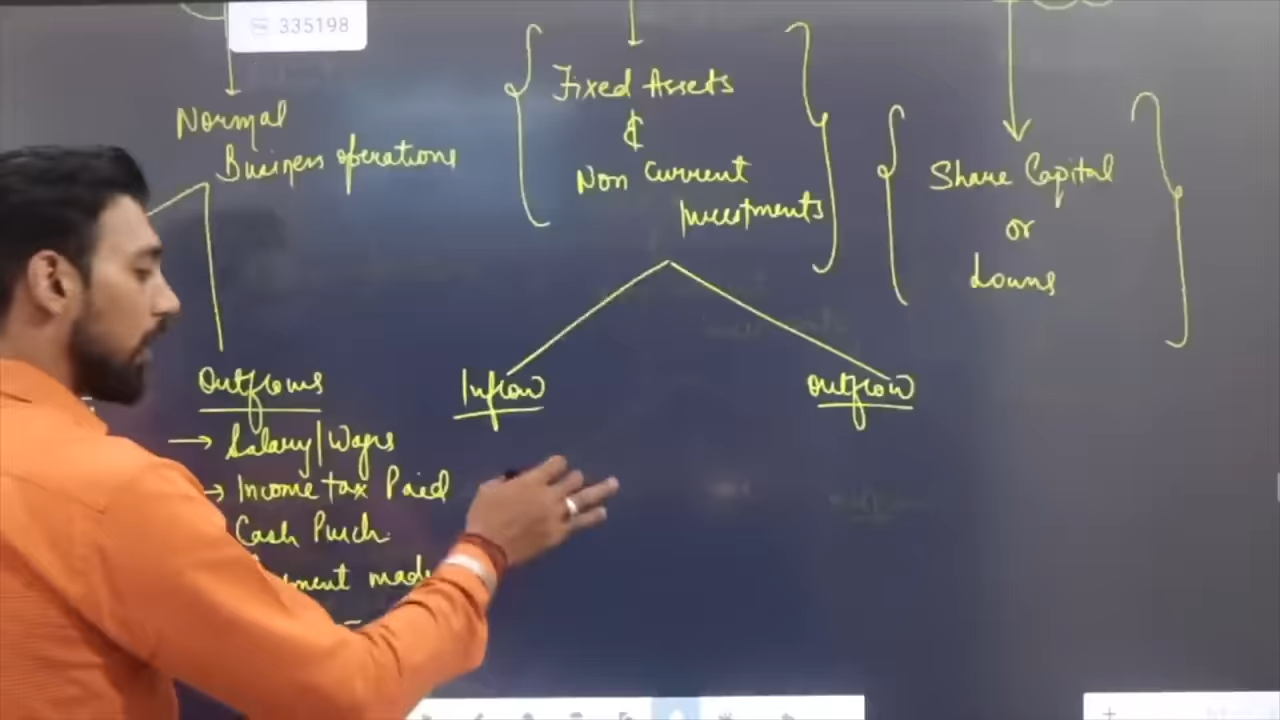 335198
Normal
Business operations
Outflows
→ Salary/Wages
→ Income tax Paid
Cash Purch.
made
Fixed Assets
&
Non Current
Investments
Inflow
Outflow
Share Capital
or
Loans